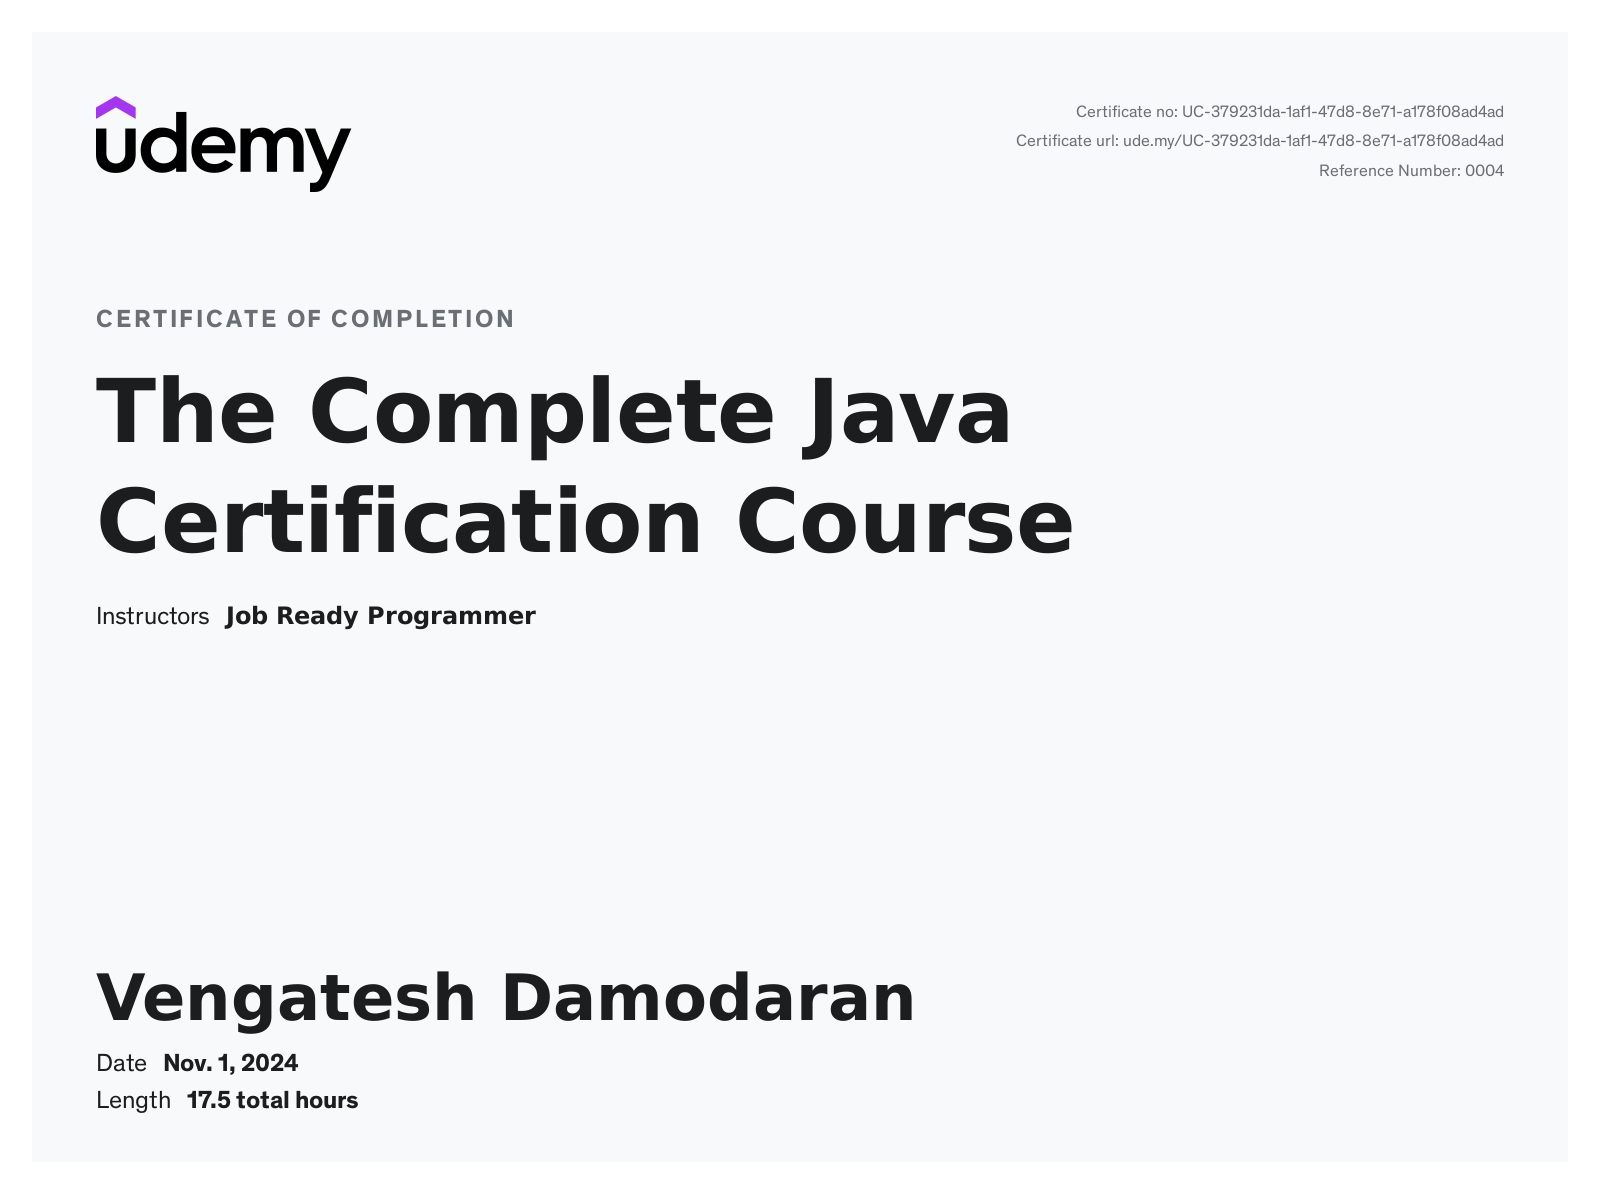 udemy
Certificate no: UC-379231da-1af1-47d8-8e71-a178f08ad4ad
Certificate url: ude.my/UC-379231da-1af1-47d8-8e71-a178f08ad4ad
Reference Number: 0004
CERTIFICATE OF COMPLETION
The Complete Java
Certification Course
Instructors Job Ready Programmer
Vengatesh Damodaran
Date Nov. 1, 2024
Length 17.5 total hours